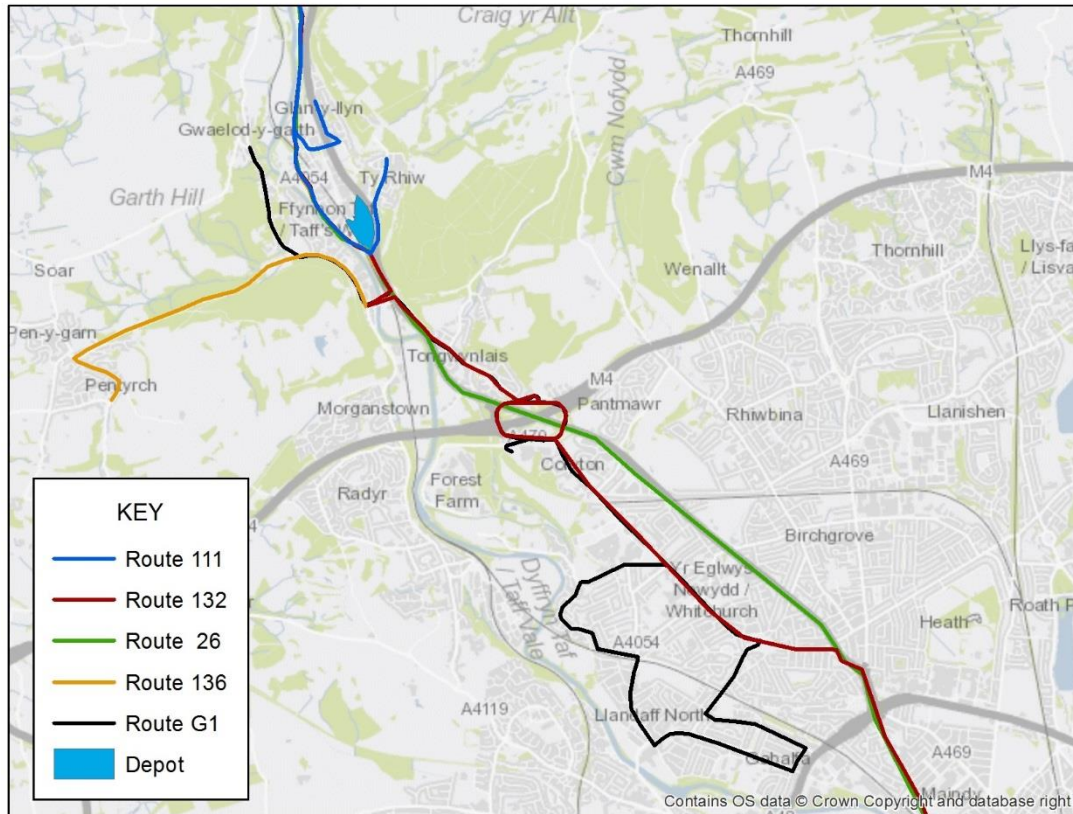 Craig yr Allt
Thornhill
A469
Glan-y-llyn
Gwaelod-y-garth
Cwm Nofydd
A4054
Ty Rhiw
M4
Garth Hill
Ffynnon
/ Taff's
Thornhill
Llys-fa
/ Lisva
Soar
Wenallt
Pen-y-garn
Tongwynlais
M4
Pentyrch
Morganstown
Pantmawr
Rhiwbina
Llanishen
A470
Coryton
A469
Radyr
Forest
Farm
Birchgrove
Yr Eglwys
Newydd /
Whitchurch
Dyffryn Taf
/ Taff Vale
Heath
Roath P
A4054
A4119
Llandaff North
Gabalfa
A469
Maindy
KEY
Route 111
Route 132
Route 26
Route 136
Route G1
Depot
Contains OS data © Crown Copyright and database right